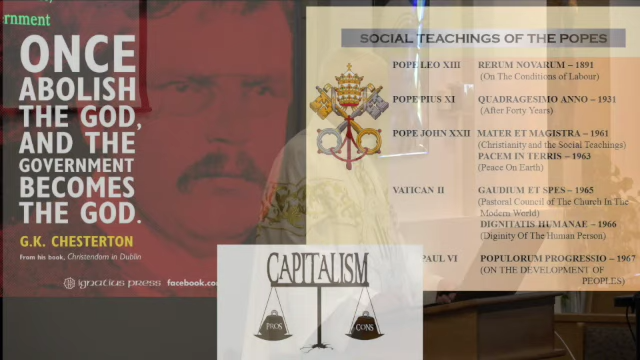 ernment
ONCE
ABOLISH
THE GOD,
AND THE
GOVERNMENT
BECOMES
THE GOD.
G.K. CHESTERTON
From his book, Christendom in Dublin
ignatius press facebook.co
SOCIAL TEACHINGS OF THE POPES
POPE LEO XIII RERUM NOVARUM – 1891
(On The Conditions of Labour)
POPE PIUS XI QUADRAGESIMO ANNO – 1931
(After Forty Years)
POPE JOHN XXII MATER ET MAGISTRA – 1961
(Christianity and the Social Teachings)
PACEM IN TERRIS – 1963
(Peace On Earth)
VATICAN II GAUDIUM ET SPES – 1965
(Pastoral Council of The Church In The
Modern World)
DIGNITATIS HUMANAE – 1966
(Diginity Of The Human Person)
PAUL VI POPULORUM PROGRESSIO – 1967
(ON THE DEVELOPMENT OF
PEOPLES)
CAPITALISM
PROS CONS